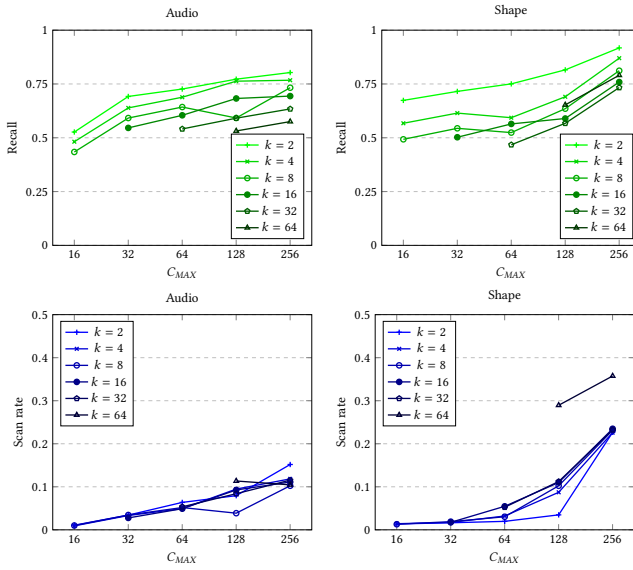 Audio
Shape
Recall
1
0.75
0.5
0.25
0
k = 2
k = 4
k = 8
k = 16
k = 32
k = 64
16 32 64 128 256
C_MAX
Recall
1
0.75
0.5
0.25
0
k = 2
k = 4
k = 8
k = 16
k = 32
k = 64
16 32 64 128 256
C_MAX
Audio
Shape
Scan rate
0.5
0.4
0.3
0.2
0.1
0
k = 2
k = 4
k = 8
k = 16
k = 32
k = 64
16 32 64 128 256
C_MAX
Scan rate
0.5
0.4
0.3
0.2
0.1
0
k = 2
k = 4
k = 8
k = 16
k = 32
k = 64
16 32 64 128 256
C_MAX